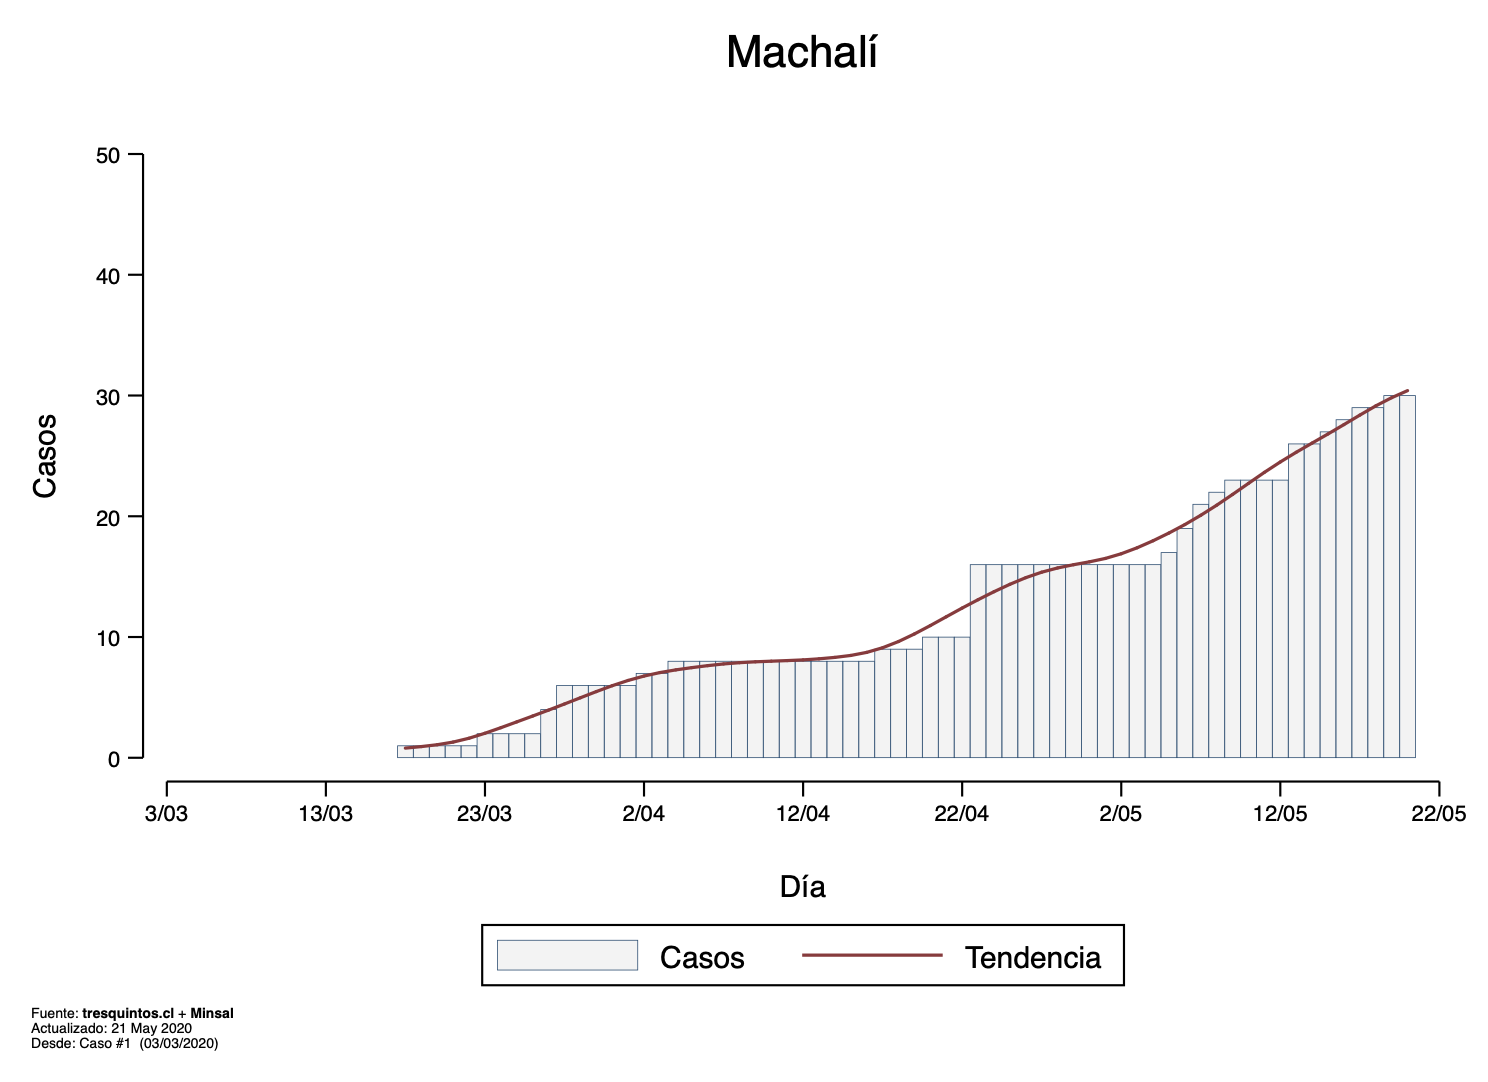 Machalí
50
40
30
20
10
0
Casos
3/03 13/03 23/03 2/04 12/04 22/04 2/05 12/05 22/05
Día
Casos Tendencia
Fuente: tresquintos.cl + Minsal
Actualizado: 21 May 2020
Desde: Caso #1 (03/03/2020)